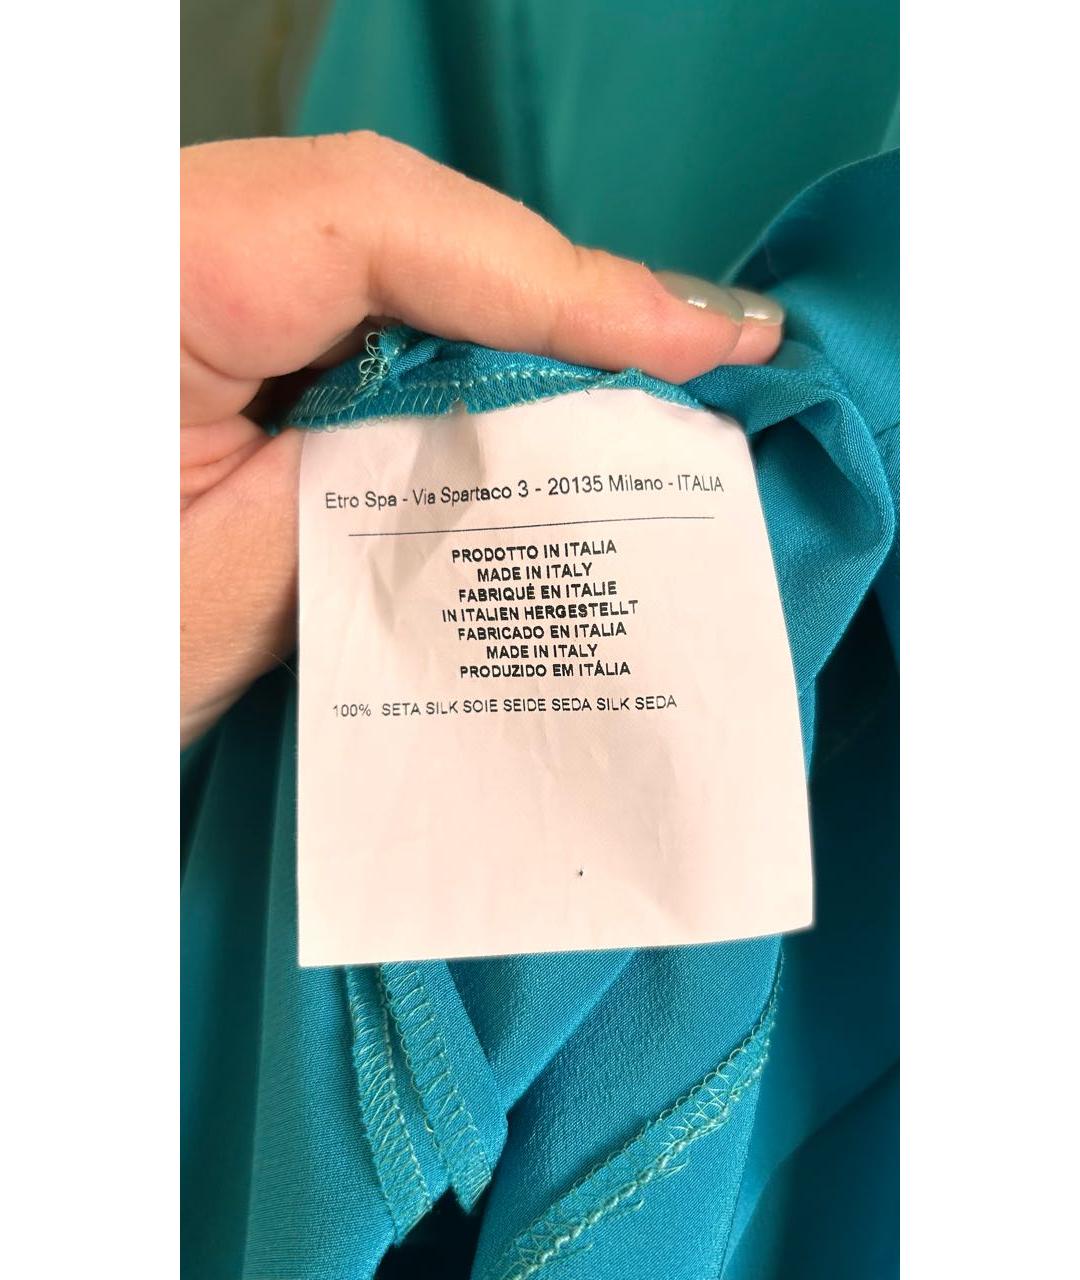 Etro Spa - Via Spartaco 3 - 20135 Milano - ITALIA
PRODOTTO IN ITALIA
MADE IN ITALY
FABRIQUÉ EN ITALIE
IN ITALIEN HERGESTELLT
FABRICADO EN ITALIA
MADE IN ITALY
PRODUZIDO EM ITÁLIA
100% SETA SILK SOIE SEIDE SEDA SILK SEDA